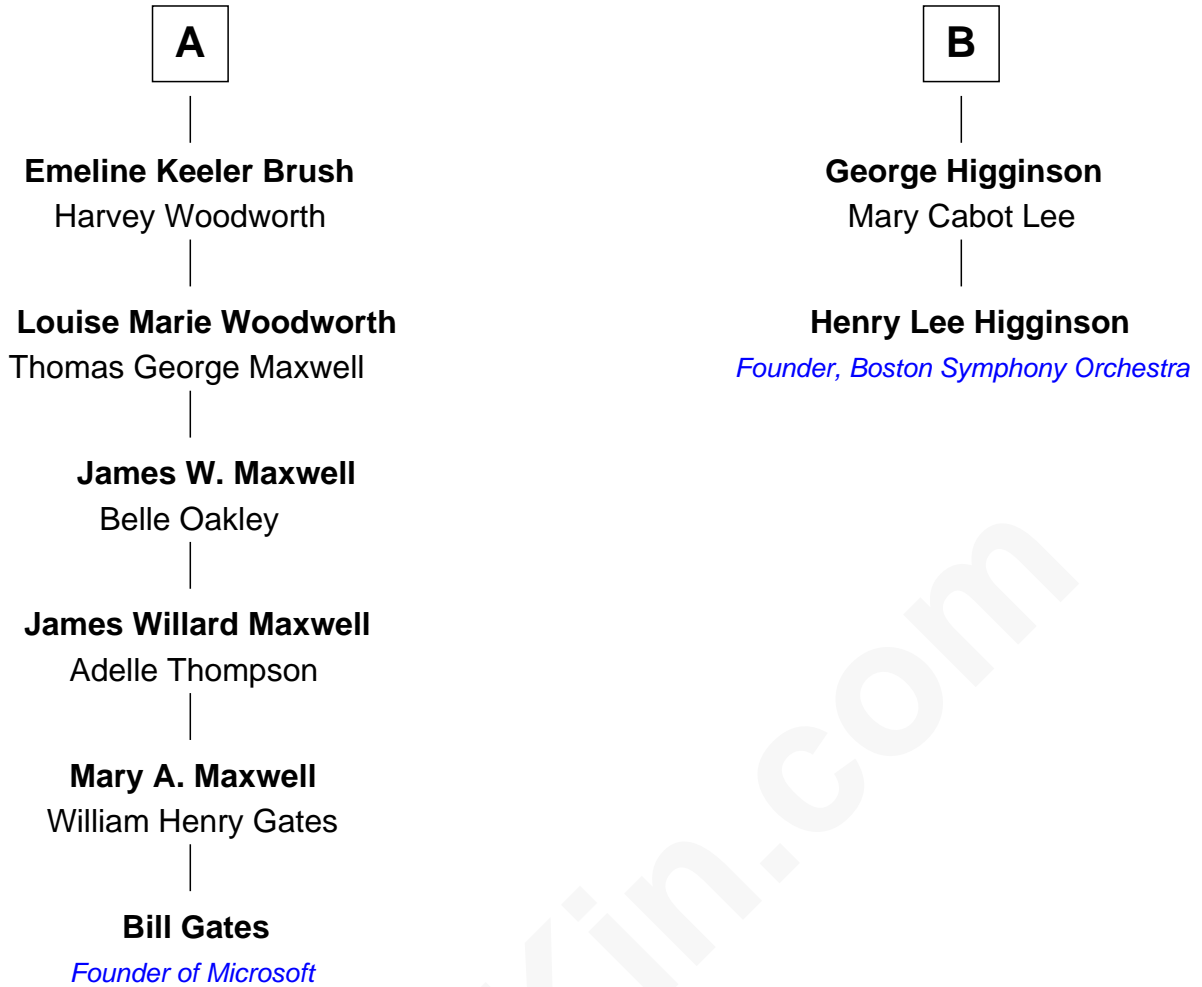 A
Emeline Keeler Brush
Harvey Woodworth
Louise Marie Woodworth
Thomas George Maxwell
James W. Maxwell
Belle Oakley
James Willard Maxwell
Adelle Thompson
Mary A. Maxwell
William Henry Gates
Bill Gates
Founder of Microsoft
B
George Higginson
Mary Cabot Lee
Henry Lee Higginson
Founder, Boston Symphony Orchestra
Kin.com